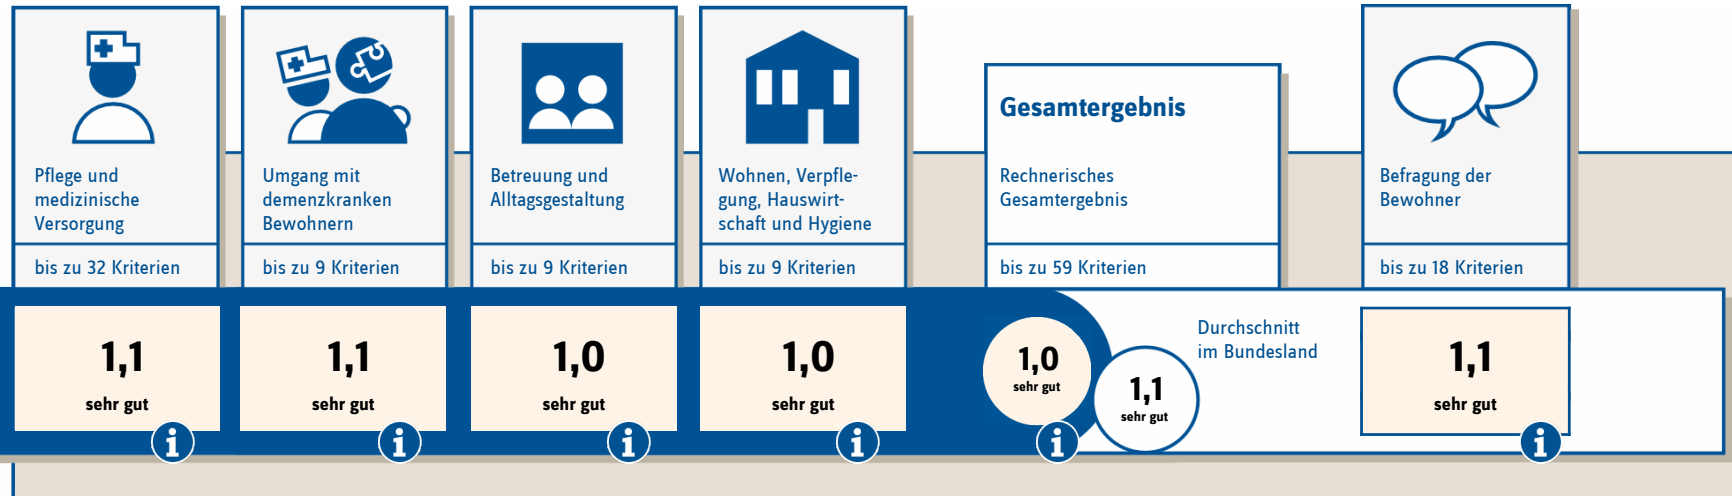 Pflege und
medizinische
Versorgung
bis zu 32 Kriterien
1,1
sehr gut
i
Umgang mit
demenzkranken
Bewohnern
bis zu 9 Kriterien
1,1
sehr gut
i
Betreuung und
Alltagsgestaltung
bis zu 9 Kriterien
1,0
sehr gut
i
Wohnen, Verpfle-
gung, Hauswirt-
schaft und Hygiene
bis zu 9 Kriterien
1,0
sehr gut
i
Gesamtergebnis
Rechnerisches
Gesamtergebnis
bis zu 59 Kriterien
1,0
sehr gut
i
1,1
sehr gut
Durchschnitt
im Bundesland
Befragung der
Bewohner
bis zu 18 Kriterien
1,1
sehr gut
i